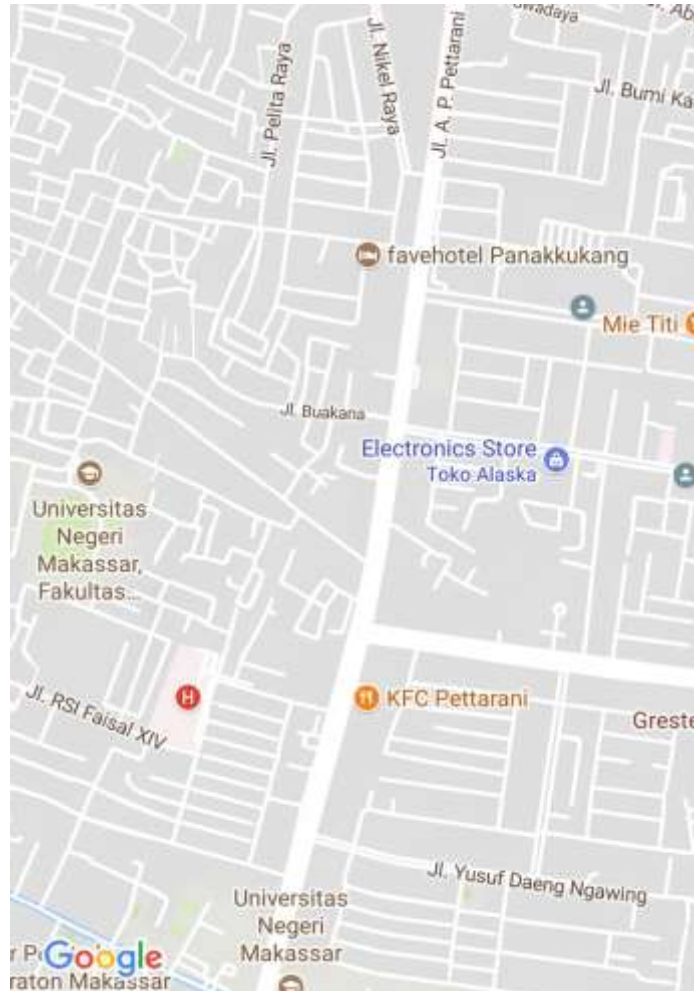 Jl. Pelita Raya
Jl. Nikel Raya
Jl. A. P. Pettarani
Jl. Bumi Ka
favehotel Panakkukang
Mie Titi
Jl. Buakana
Electronics Store
Toko Alaska
Universitas
Negeri
Makassar,
Fakultas...
H
KFC Pettarani
Jl. RSI Faisal XIV
Greste
Jl. Yusuf Daeng Ngawing
Universitas
Negeri
Makassar
Google
raton Makassar